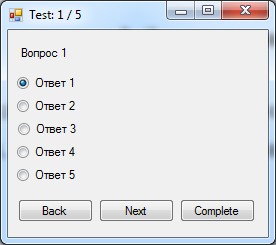 Test: 1 / 5
Вопрос 1
Ответ 1
Ответ 2
Ответ 3
Ответ 4
Ответ 5
Back Next Complete